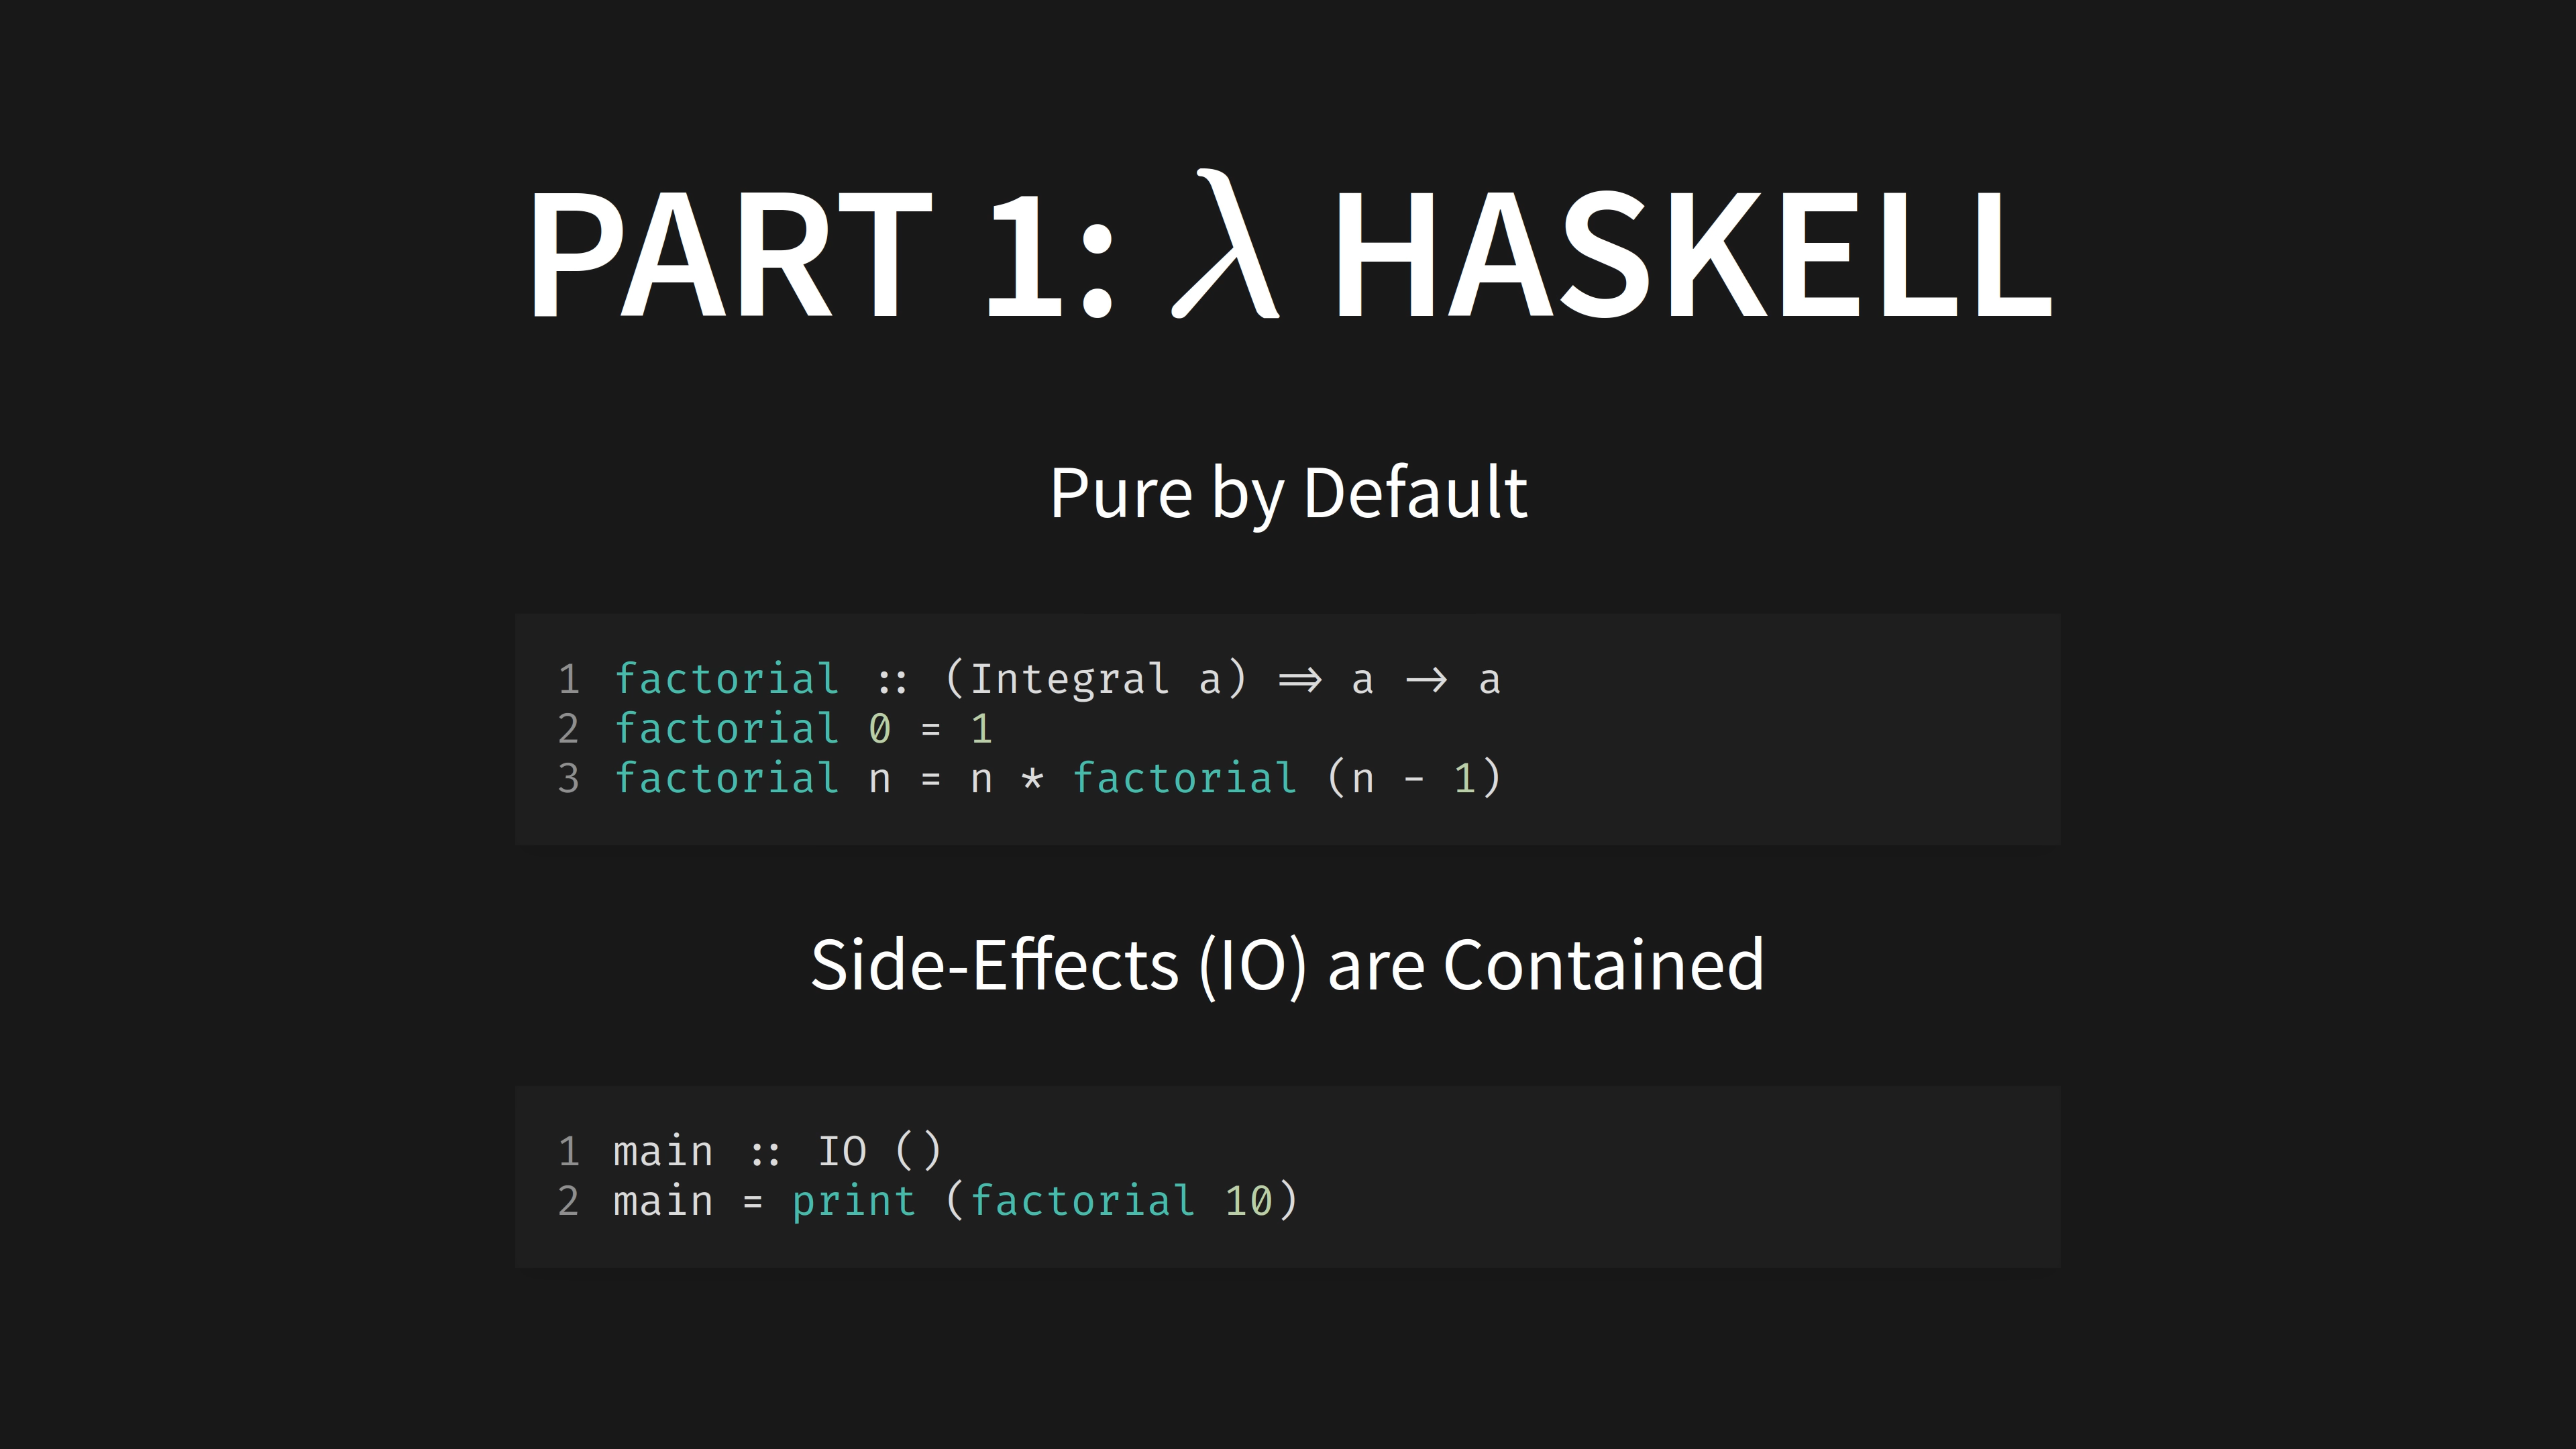 PART 1: λ HASKELL
Pure by Default
1 factorial :: (Integral a) => a -> a
2 factorial 0 = 1
3 factorial n = n * factorial (n - 1)
Side-Effects (IO) are Contained
1 main :: IO ()
2 main = print (factorial 10)